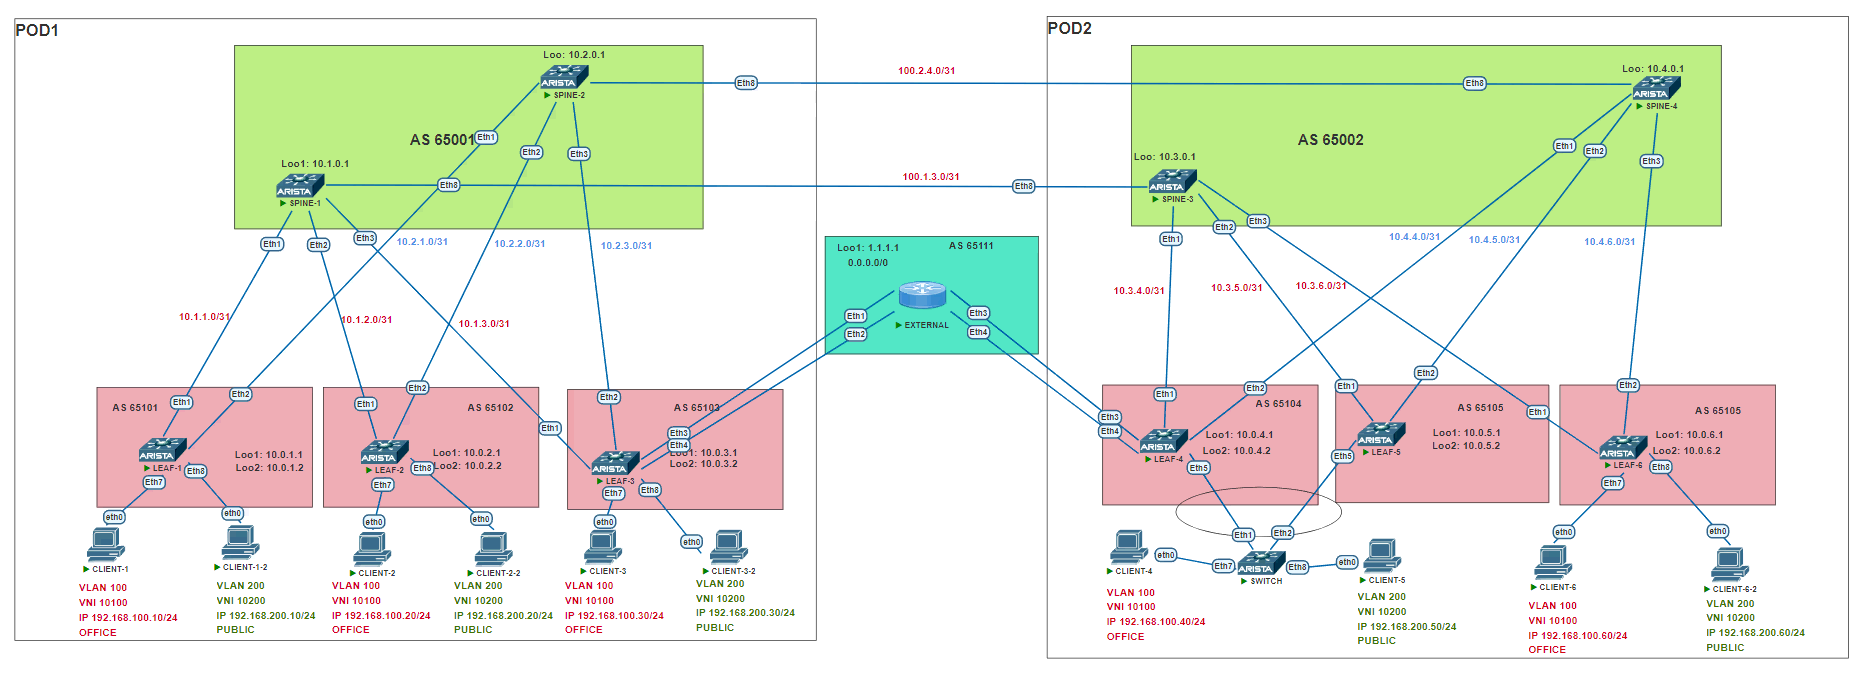 POD1
POD2
Loo: 10.2.0.1
ARISTA
SPINE-2
Eth8
100.2.4.0/31
Eth8
Loo: 10.4.0.1
ARISTA
SPINE-4
AS 65001
Eth1
Eth2
Eth3
AS 65002
Eth1
Eth2
Eth3
Loo1: 10.1.0.1
ARISTA
SPINE-1
Eth8
100.1.3.0/31
Eth8
Loo: 10.3.0.1
ARISTA
SPINE-3
Eth1
Eth2
Eth3
10.2.1.0/31
10.2.2.0/31
10.2.3.0/31
Eth1
Eth2
Eth3
10.4.4.0/31
10.4.5.0/31
10.4.6.0/31
Loo1: 1.1.1.1
AS 65111
0.0.0.0/0
EXTERNAL
Eth1
Eth2
Eth3
Eth4
10.1.1.0/31
10.1.2.0/31
10.1.3.0/31
10.3.4.0/31
10.3.5.0/31
10.3.6.0/31
AS 65101
Eth1
Eth2
ARISTA
LEAF-1
Loo1: 10.0.1.1
Loo2: 10.0.1.2
Eth7
Eth8
AS 65102
Eth1
Eth2
ARISTA
LEAF-2
Loo1: 10.0.2.1
Loo2: 10.0.2.2
Eth7
Eth8
AS 65103
Eth1
Eth2
Eth3
Eth4
ARISTA
LEAF-3
Loo1: 10.0.3.1
Loo2: 10.0.3.2
Eth7
Eth8
AS 65104
Eth1
Eth2
Eth3
Eth4
ARISTA
LEAF-4
Loo1: 10.0.4.1
Loo2: 10.0.4.2
Eth5
AS 65105
Eth1
Eth2
ARISTA
LEAF-5
Loo1: 10.0.5.1
Loo2: 10.0.5.2
Eth5
AS 65105
Eth1
Eth2
ARISTA
LEAF-6
Loo1: 10.0.6.1
Loo2: 10.0.6.2
Eth7
Eth8
eth0
CLIENT-1
VLAN 100
VNI 10100
IP 192.168.100.10/24
OFFICE
eth0
CLIENT-1-2
VLAN 200
VNI 10200
IP 192.168.200.10/24
PUBLIC
eth0
CLIENT-2
VLAN 100
VNI 10100
IP 192.168.100.20/24
OFFICE
eth0
CLIENT-2-2
VLAN 200
VNI 10200
IP 192.168.200.20/24
PUBLIC
eth0
CLIENT-3
VLAN 100
VNI 10100
IP 192.168.100.30/24
OFFICE
eth0
CLIENT-3-2
VLAN 200
VNI 10200
IP 192.168.200.30/24
PUBLIC
eth0
CLIENT-4
VLAN 100
VNI 10100
IP 192.168.100.40/24
OFFICE
Eth1
Eth2
Eth7
Eth8
ARISTA
SWITCH
eth0
CLIENT-5
VLAN 200
VNI 10200
IP 192.168.200.50/24
PUBLIC
eth0
CLIENT-6
VLAN 100
VNI 10100
IP 192.168.100.60/24
OFFICE
eth0
CLIENT-6-2
VLAN 200
VNI 10200
IP 192.168.200.60/24
PUBLIC